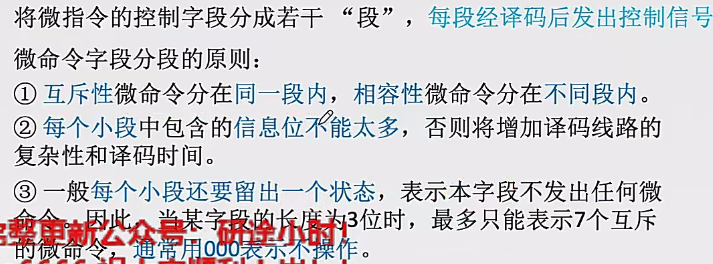 将微指令的控制字段分成若干 “段”，每段经译码后发出控制信号
微命令字段分段的原则：
① 互斥性微命令分在同一段内，相容性微命令分在不同段内。
② 每个小段中包含的信息位不能太多，否则将增加译码线路的
复杂性和译码时间。
③ 一般每个小段还要留出一个状态，表示本字段不发出任何微
命令。因此，当某字段的长度为3位时，最多只能表示7个互斥
的微命令，通常用000表示不操作。
更新公众号：研金小时！